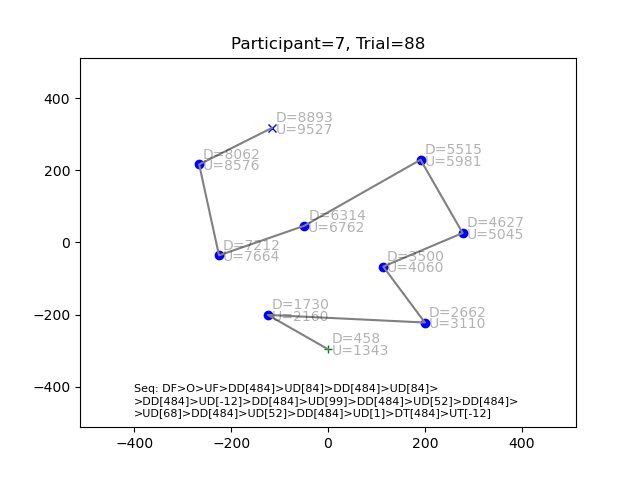 Participant=7, Trial=88
400
200
0
−200
−400
D=8893
U=9527
D=8062
U=8576
D=5515
U=5981
D=6314
U=6762
D=4627
U=5045
D=7212
U=7664
D=3500
U=4060
D=1730
U=2160
D=2662
U=3110
D=458
U=1343
Seq: DF>O>UF>DD[484]>UD[84]>DD[484]>UD[84]>
>DD[484]>UD[-12]>DD[484]>UD[99]>DD[484]>UD[52]>DD[484]>
>UD[68]>DD[484]>UD[52]>DD[484]>UD[1]>DT[484]>UT[-12]
−400
−200
0
200
400